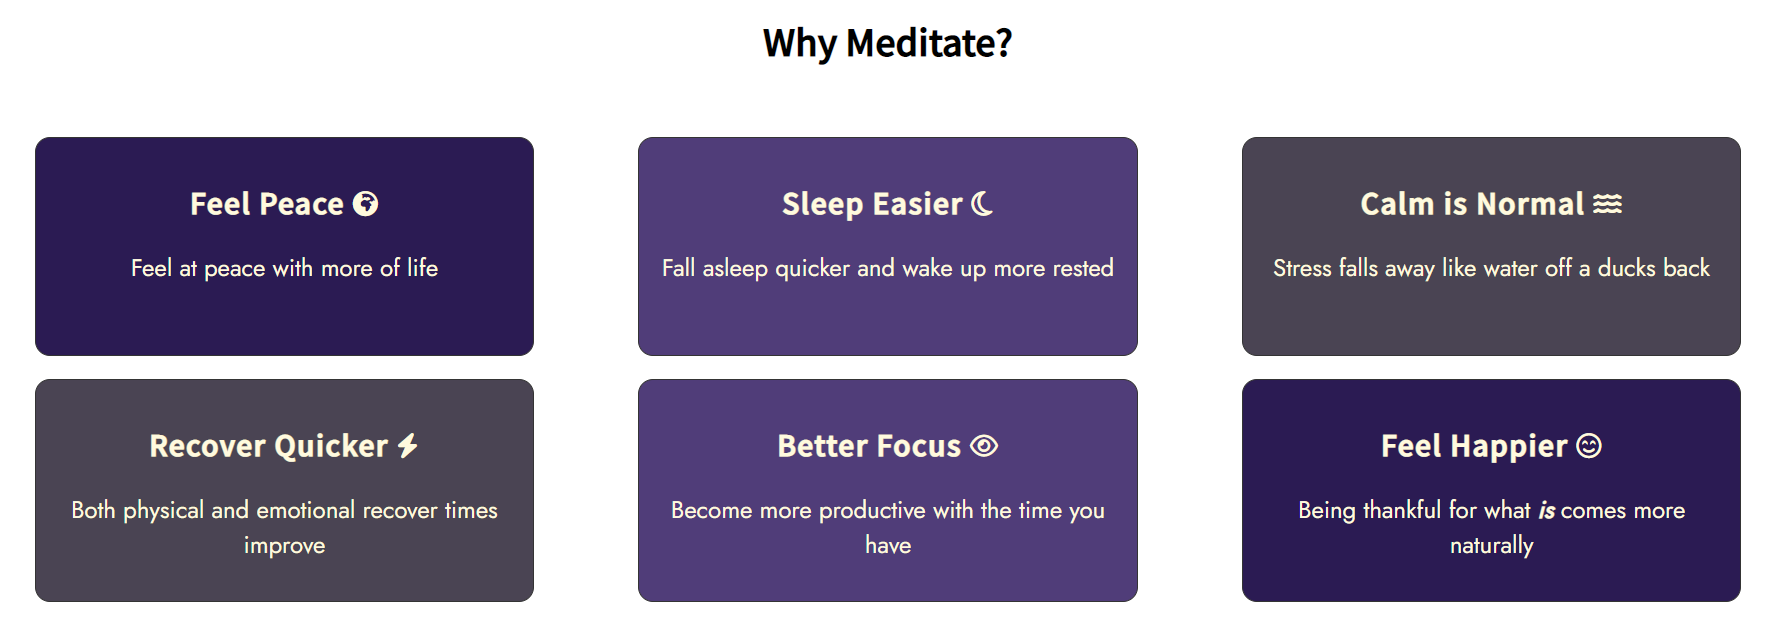 Why Meditate?
Feel Peace
Feel at peace with more of life
Sleep Easier
Fall asleep quicker and wake up more rested
Calm is Normal
Stress falls away like water off a ducks back
Recover Quicker
Both physical and emotional recover times
improve
Better Focus
Become more productive with the time you
have
Feel Happier
Being thankful for what is comes more
naturally